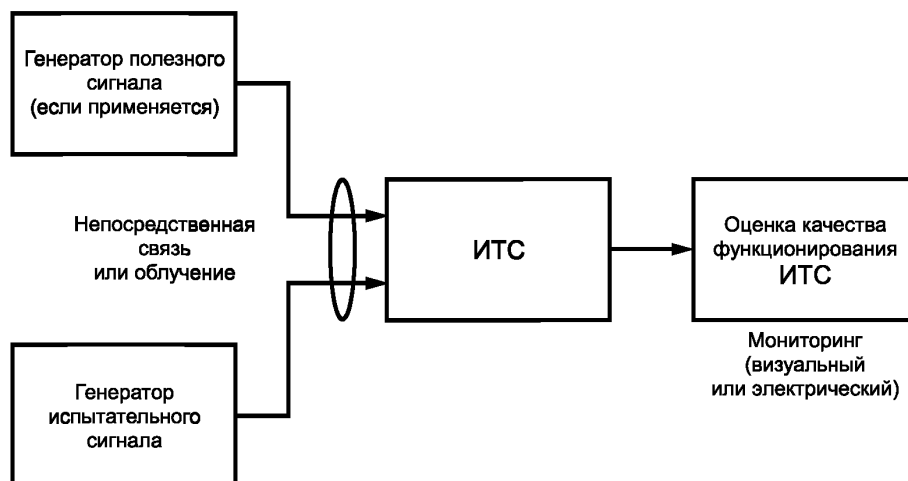 Генератор полезного
сигнала
(если применяется)
Непосредственная
связь
или облучение
Генератор
испытательного
сигнала
ИТС
Оценка качества
функционирования
ИТС
Мониторинг
(визуальный
или электрический)